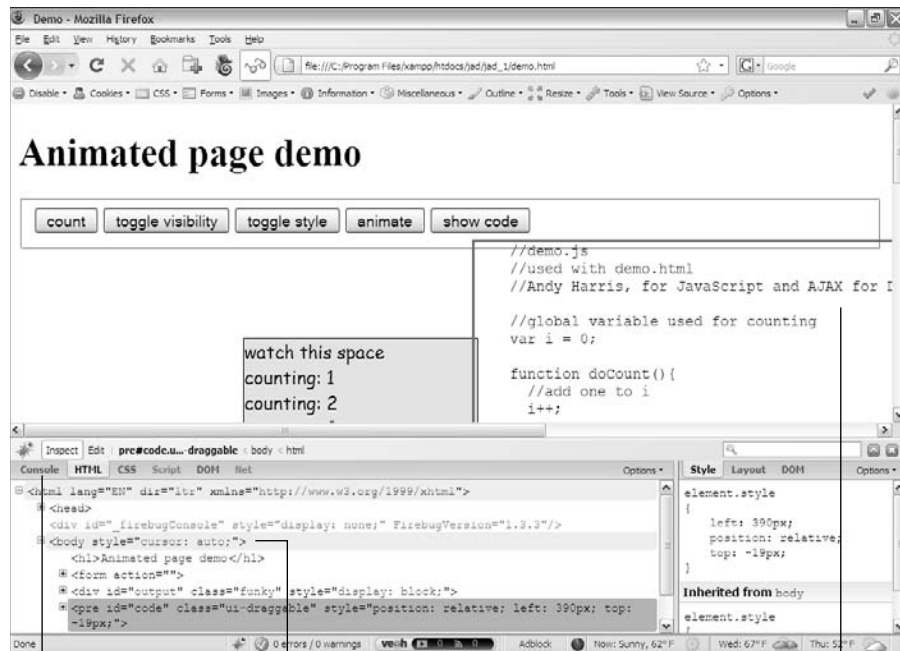 Demo - Mozilla Firefox
File Edit View History Bookmarks Tools Help
file:///C:/Program Files/xampp/htdocs/jad/jad_1/demo.html
G Google
Disable Cookies CSS Forms Images Information Miscellaneous Outline Resize Tools View Source Options
Animated page demo
count toggle visibility toggle style animate show code
//demo.js
//used with demo.html
//Andy Harris, for JavaScript and AJAX for D
//global variable used for counting
var i = 0;
function doCount(){
//add one to i
i++;
watch this space
counting: 1
counting: 2
Inspect Edit pre#code.u...-draggable < body < html
Console HTML CSS Script DOM Net Options
<html lang="EN" dir="ltr" xmlns="http://www.w3.org/1999/xhtml">
<head>
<div id="_firebugConsole" style="display: none;" FirebugVersion="1.3.3"/>
<body style="cursor: auto;">
<h1>Animated page demo</h1>
<form action="">
<div id="output" class="funky" style="display: block;">
<pre id="code" class="ui-draggable" style="position: relative; left: 390px; top:
-19px;">
Style Layout DOM Options
element.style
{
left: 390px;
position: relative;
top: -19px;
}
Inherited from body
element.style
Done 0 errors / 0 warnings veoh 0 0 Adblock Now: Sunny, 62° F Wed: 67° F Thu: 52° F